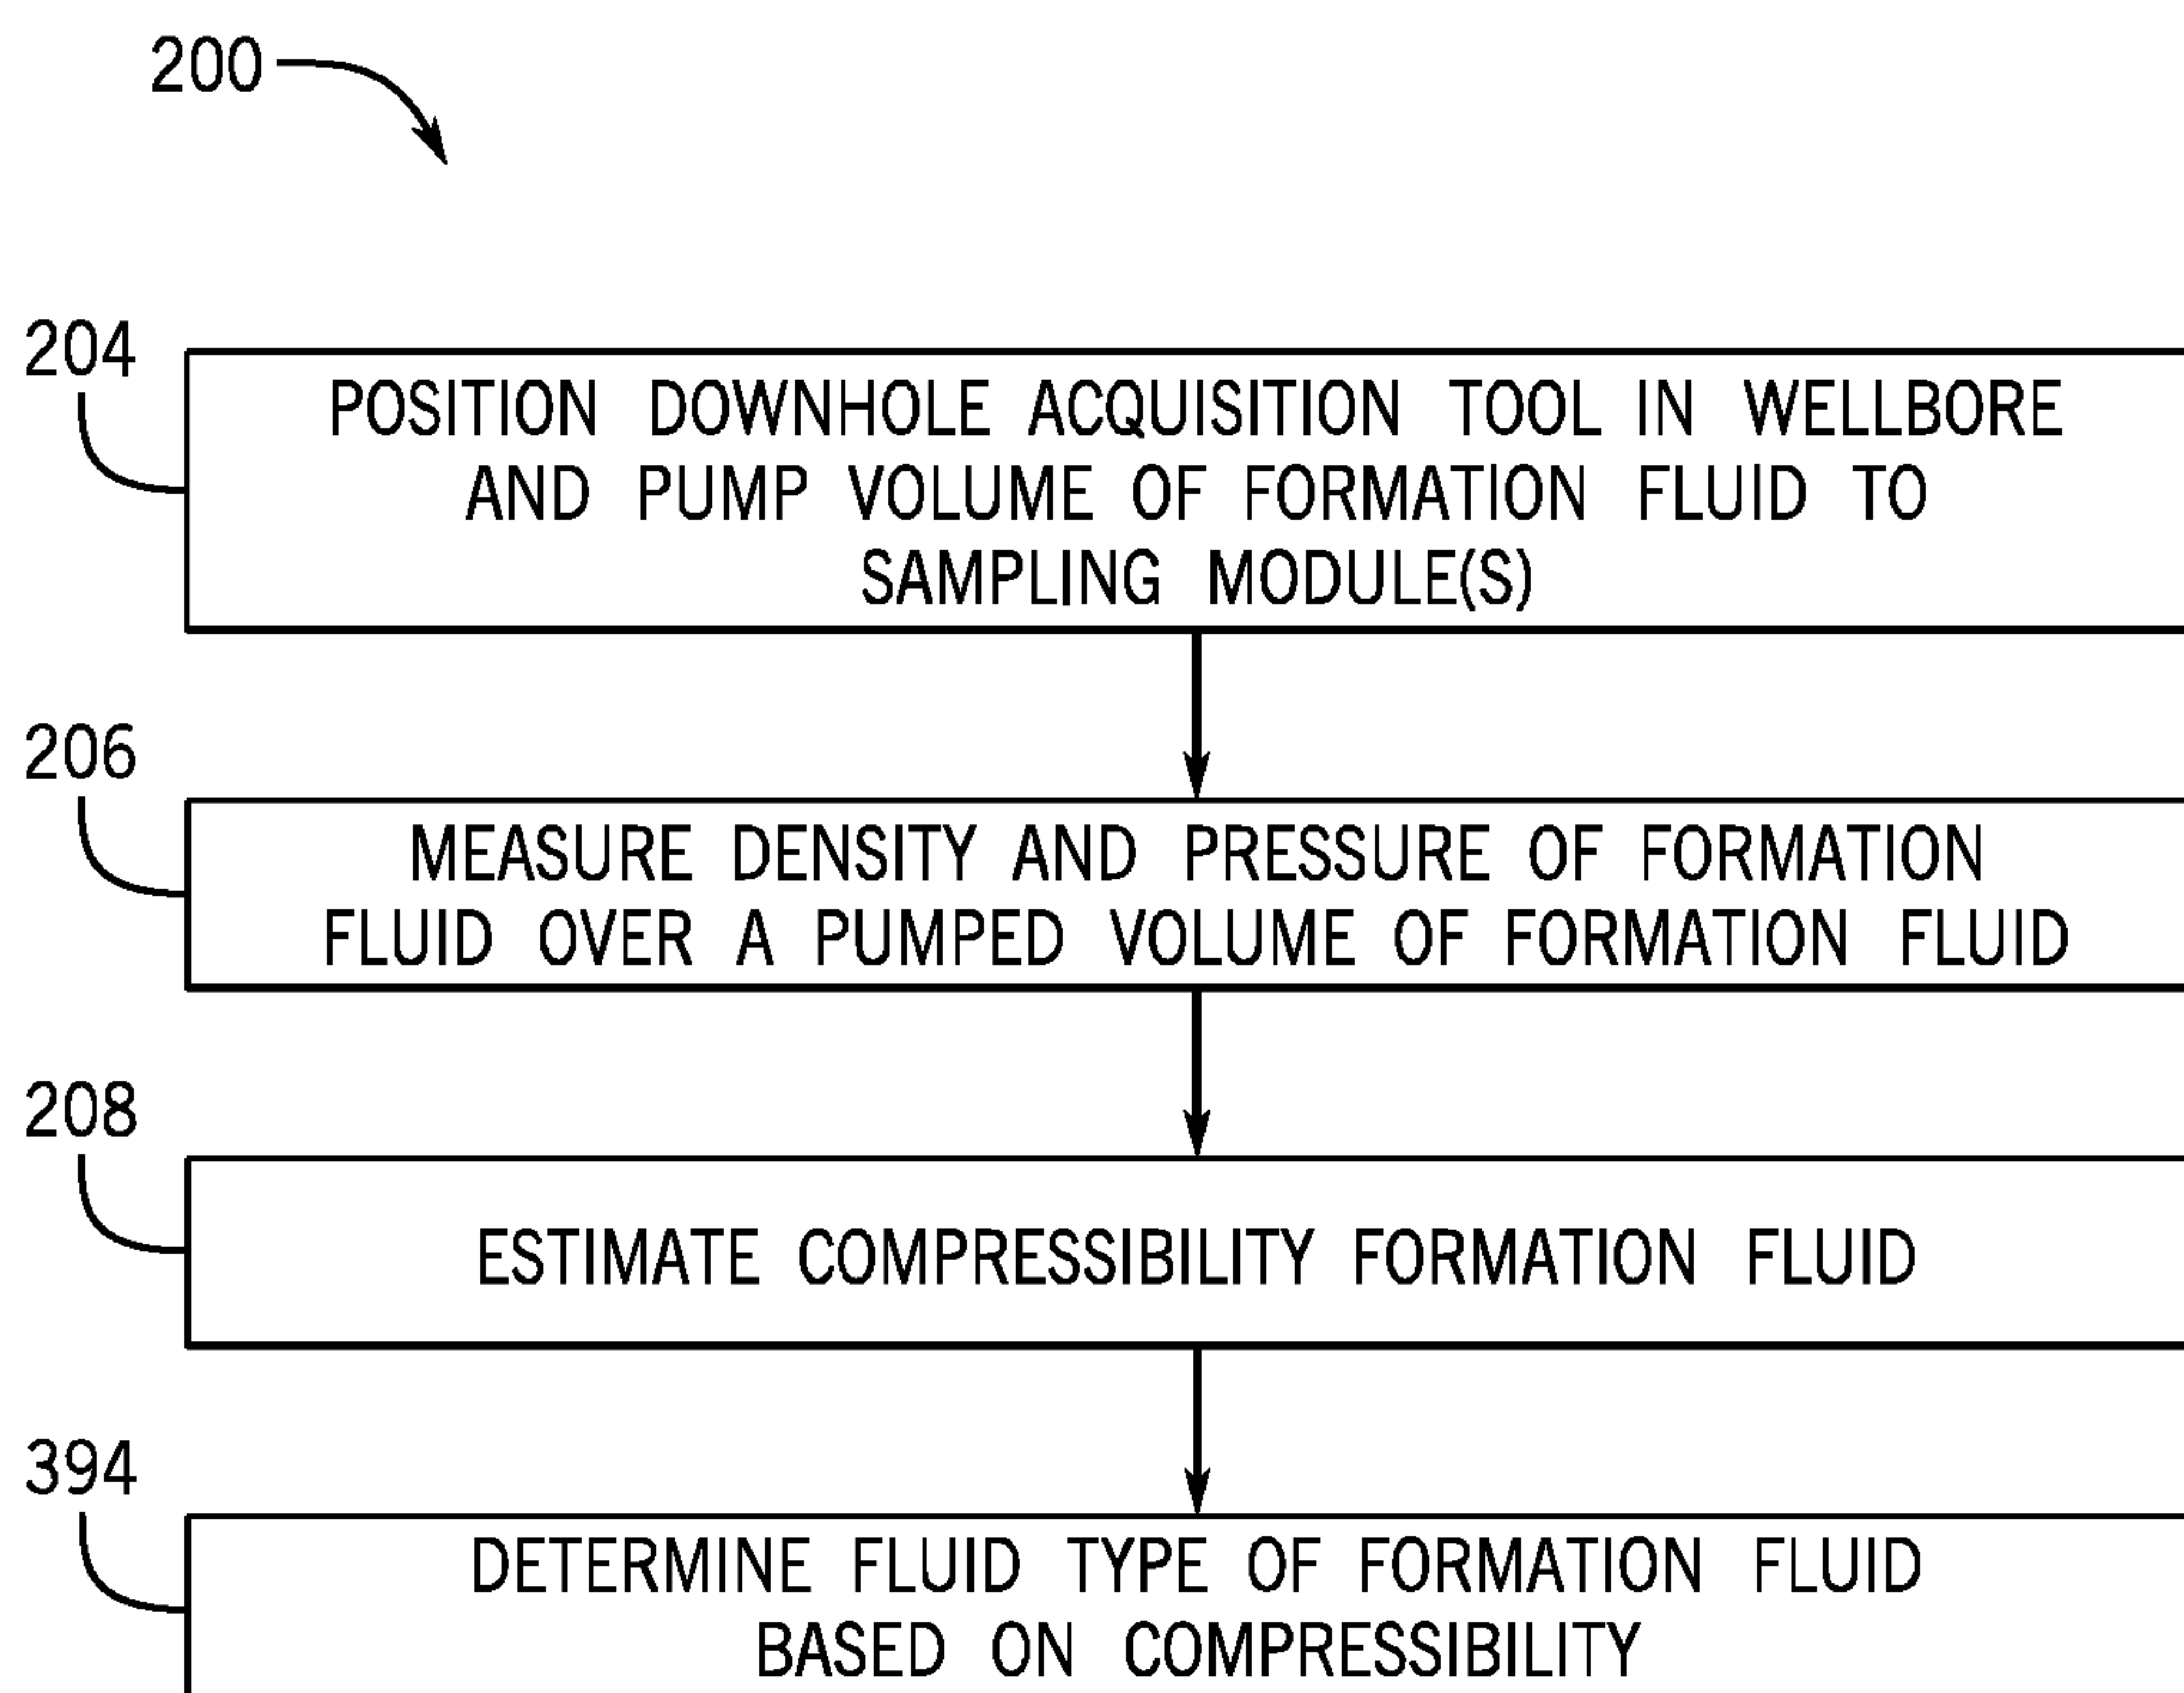 200
204
POSITION DOWNHOLE ACQUISITION TOOL IN WELLBORE
AND PUMP VOLUME OF FORMATION FLUID TO
SAMPLING MODULE(S)
206
MEASURE DENSITY AND PRESSURE OF FORMATION
FLUID OVER A PUMPED VOLUME OF FORMATION FLUID
208
ESTIMATE COMPRESSIBILITY FORMATION FLUID
394
DETERMINE FLUID TYPE OF FORMATION FLUID
BASED ON COMPRESSIBILITY